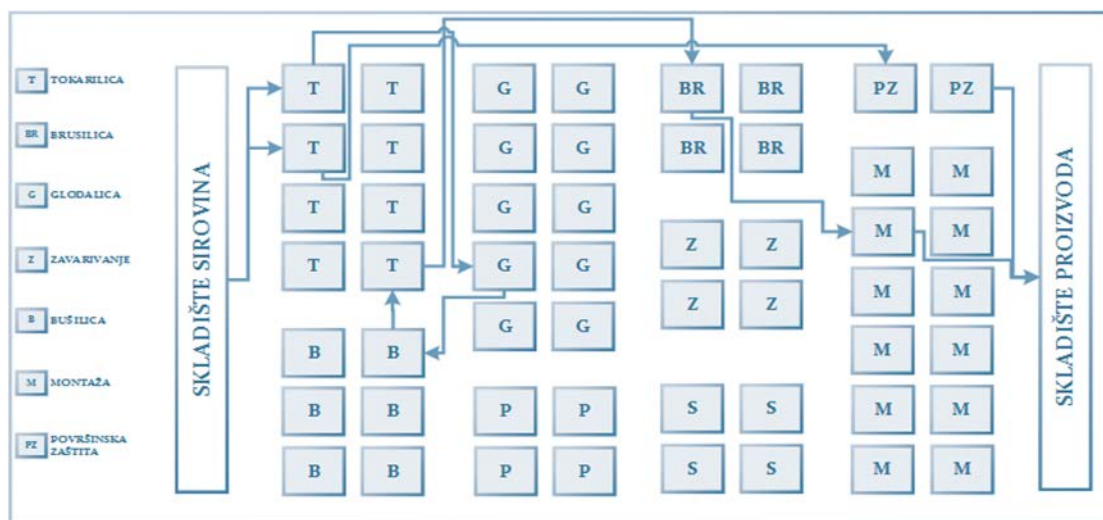 T TOKARILICA
BR BRUSILICA
G GLODALICA
Z ZAVARIVANJE
B BUŠILICA
M MONTAŽA
PZ POVRŠINSKA
ZAŠTITA
SKLADIŠTE SIROVINA
T T G G BR BR PZ PZ
T T G G BR BR M M
T T G G Z Z M M
T T G G Z Z M M
B B G G M M
B B P P S S M M
B B P P S S M M
SKLADIŠTE PROIZVODA